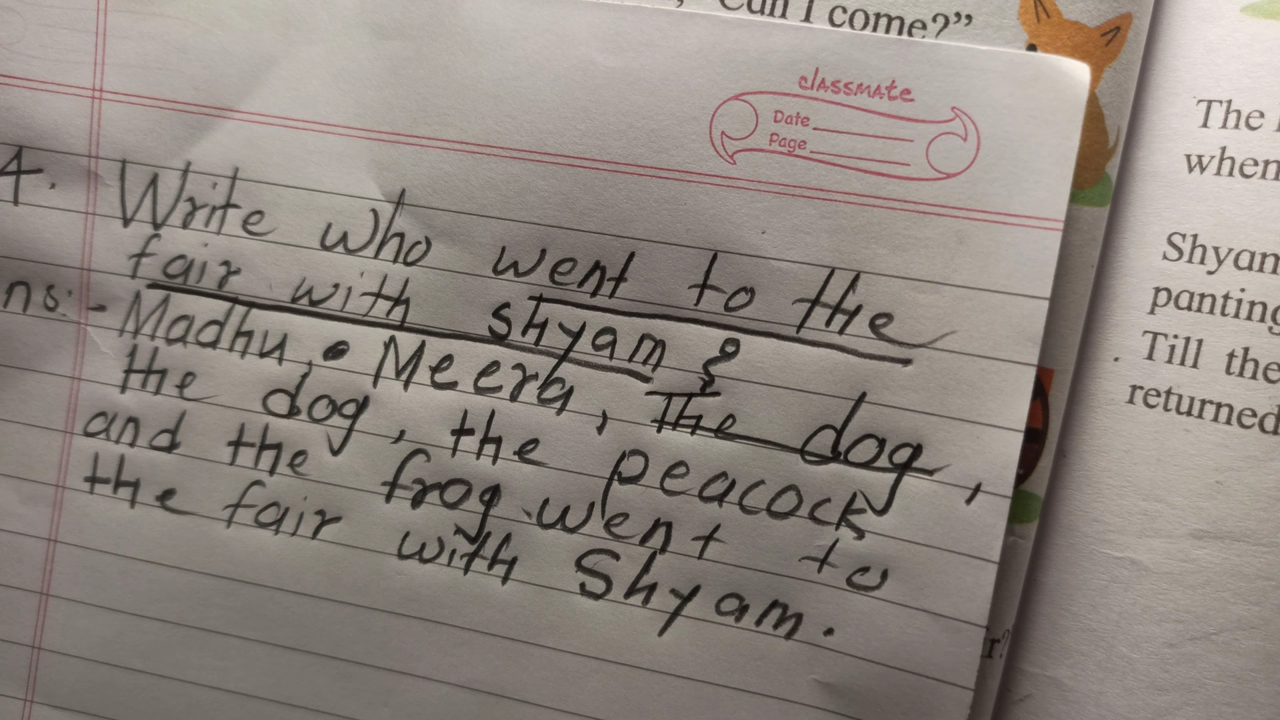 "Can I come?"
classmate
Date
Page
4. Write who went to the
fair with shyam ?
ns:- Madhu, Meera, The dog,
the dog, the peacock
and the frog went to
the fair with Shyam.
The
when
Shyam
panting
Till the
returned
r?